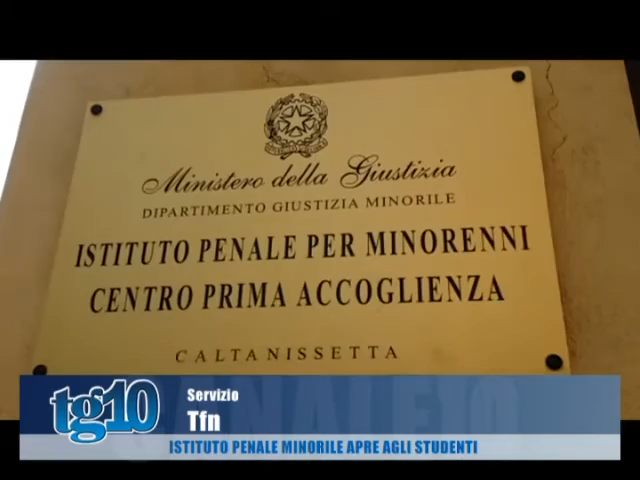 Ministero della Giustizia
DIPARTIMENTO GIUSTIZIA MINORILE
ISTITUTO PENALE PER MINORENNI
CENTRO PRIMA ACCOGLIENZA
CALTANISSETTA
tg10
Servizio
Tfn
CANALE10
ISTITUTO PENALE MINORILE APRE AGLI STUDENTI